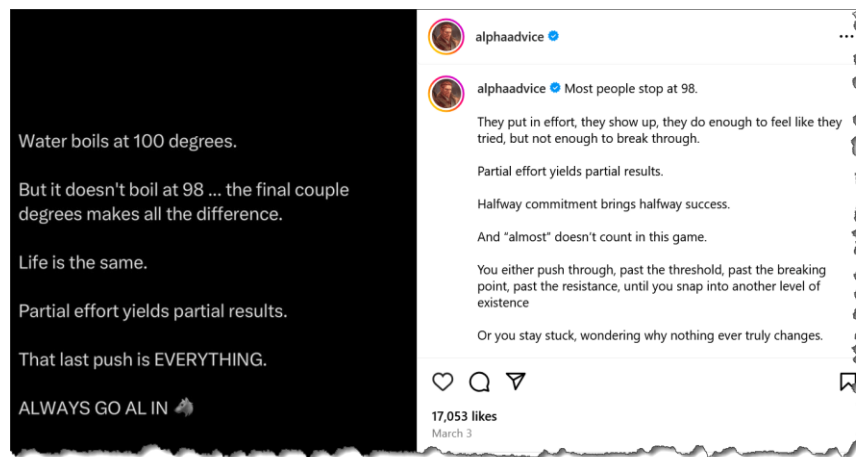 Water boils at 100 degrees.
But it doesn't boil at 98 ... the final couple
degrees makes all the difference.
Life is the same.
Partial effort yields partial results.
That last push is EVERYTHING.
ALWAYS GO AL IN 🐴
alphaadvice
alphaadvice Most people stop at 98.
They put in effort, they show up, they do enough to feel like they
tried, but not enough to break through.
Partial effort yields partial results.
Halfway commitment brings halfway success.
And “almost” doesn’t count in this game.
You either push through, past the threshold, past the breaking
point, past the resistance, until you snap into another level of
existence
Or you stay stuck, wondering why nothing ever truly changes.
17,053 likes
March 3